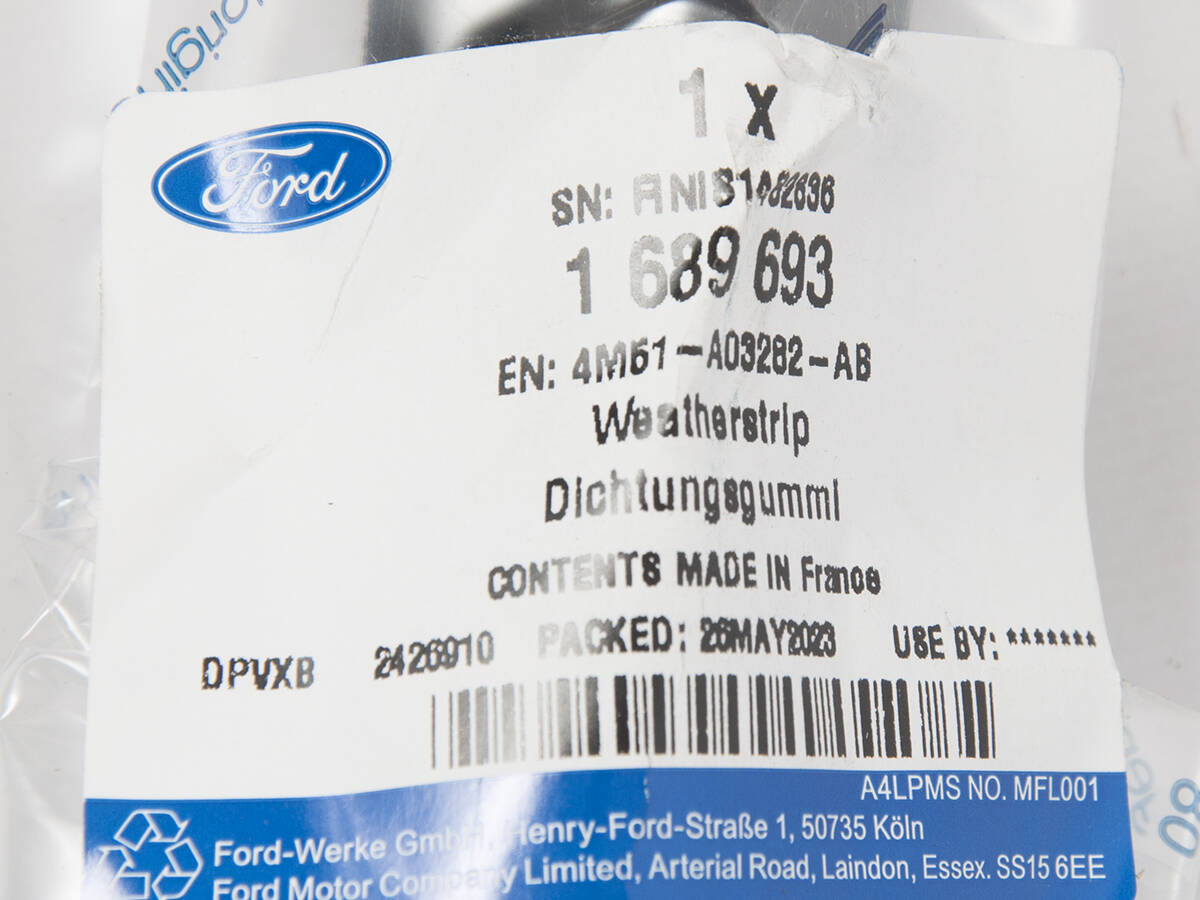 origin
1 X
Ford
SN: RNIS1482636
1 689 693
EN: 4M51-A03282-AB
Weatherstrip
Dichtungsgummi
CONTENTS MADE IN France
DPVXB 2426910 PACKED: 26MAY2023 USE BY: *******
A4LPMS NO. MFL001
Ford-Werke GmbH, Henry-Ford-Straße 1, 50735 Köln
Ford Motor Company Limited, Arterial Road, Laindon, Essex. SS15 6EE